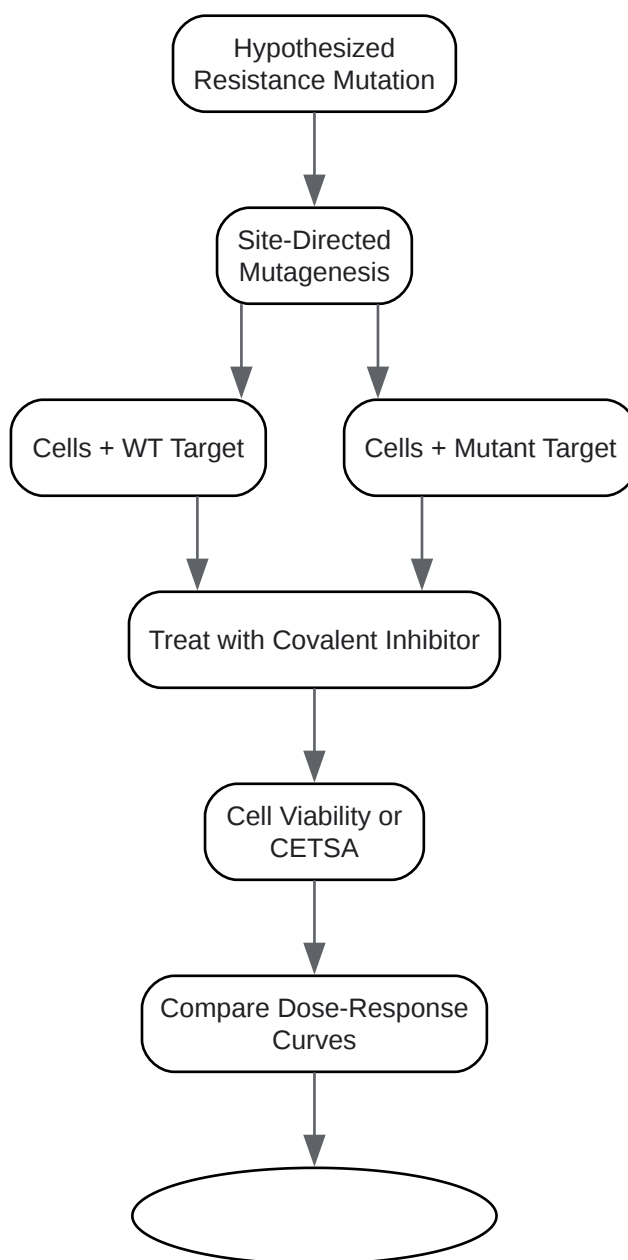 Hypothesized
Resistance Mutation
Site-Directed
Mutagenesis
Cells + WT Target
Cells + Mutant Target
Treat with Covalent Inhibitor
Cell Viability or
CETSA
Compare Dose-Response
Curves